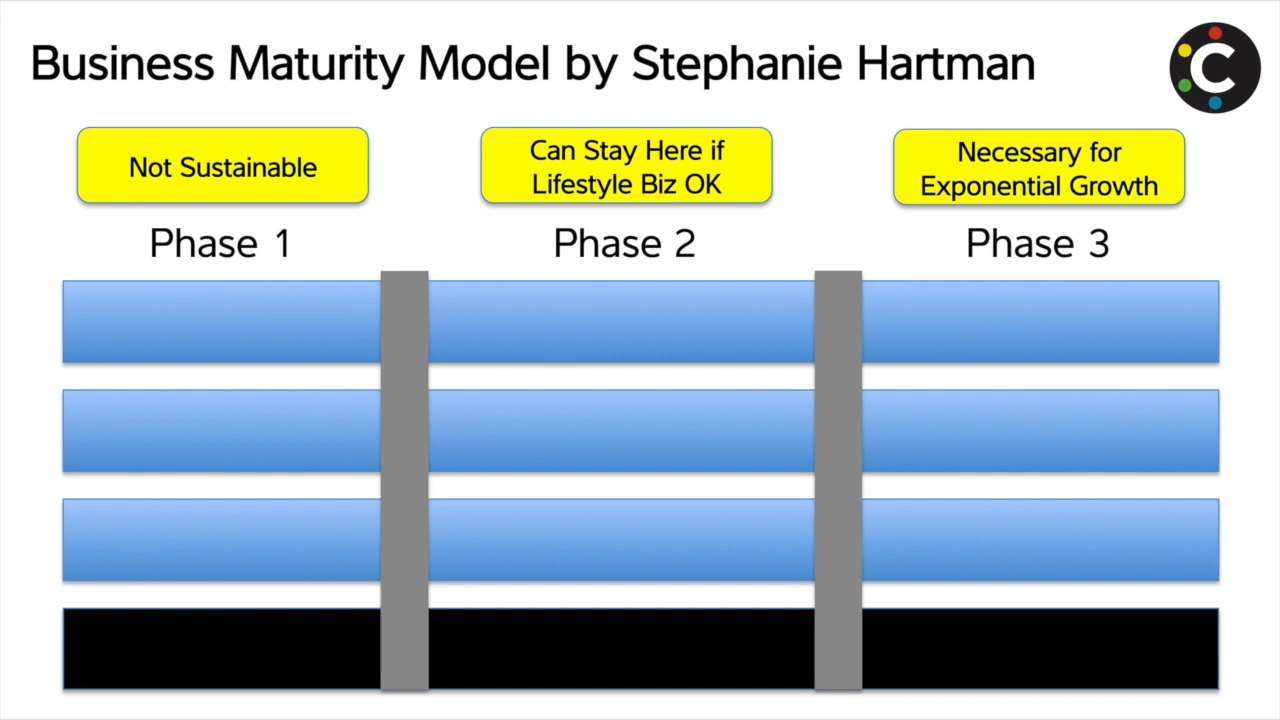 Business Maturity Model by Stephanie Hartman
C
Not Sustainable
Can Stay Here if
Lifestyle Biz OK
Necessary for
Exponential Growth
Phase 1
Phase 2
Phase 3